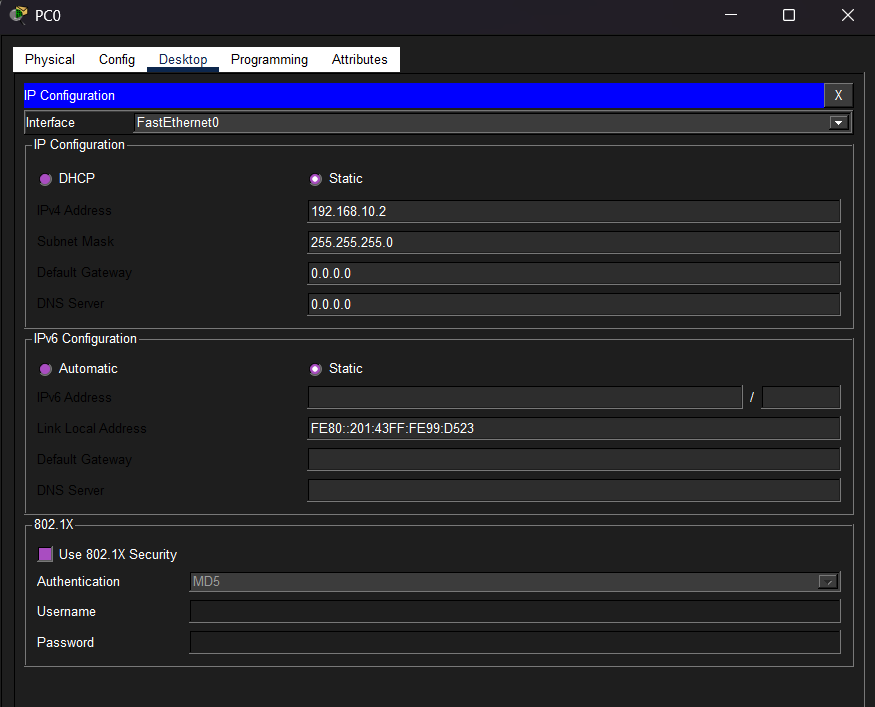 PC0
Physical Config Desktop Programming Attributes
IP Configuration X
Interface FastEthernet0
IP Configuration
DHCP Static
IPv4 Address 192.168.10.2
Subnet Mask 255.255.255.0
Default Gateway 0.0.0.0
DNS Server 0.0.0.0
IPv6 Configuration
Automatic Static
IPv6 Address /
Link Local Address FE80::201:43FF:FE99:D523
Default Gateway
DNS Server
802.1X
Use 802.1X Security
Authentication MD5
Username
Password